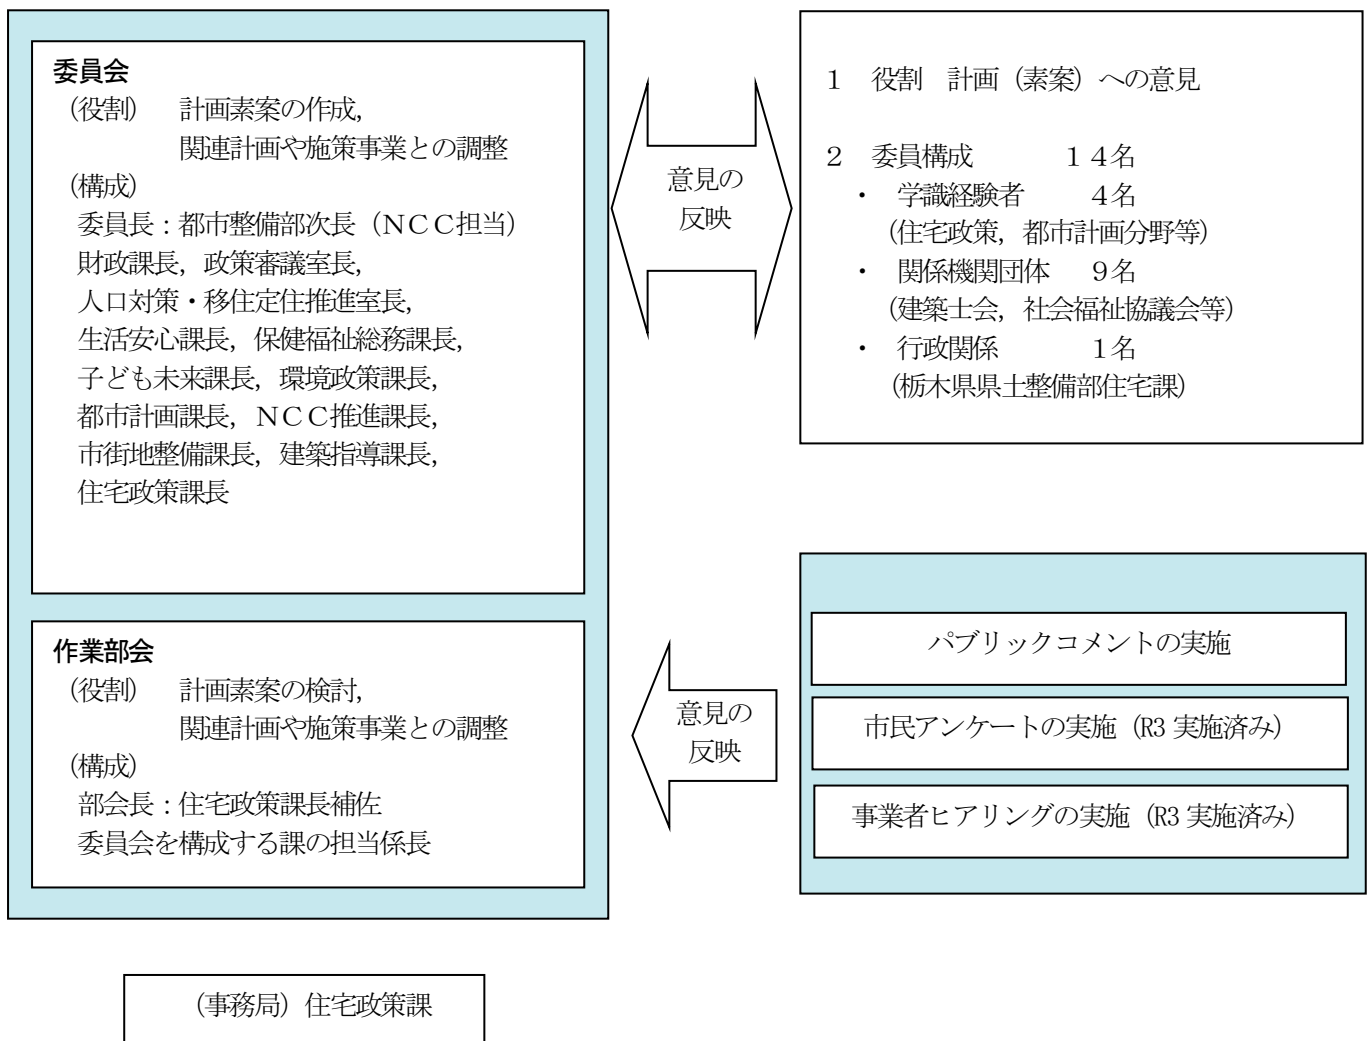 委員会
（役割）　計画素案の作成，
関連計画や施策事業との調整
（構成）
委員長：都市整備部次長（ＮＣＣ担当）
財政課長，政策審議室長，
人口対策・移住定住推進室長，
生活安心課長，保健福祉総務課長，
子ども未来課長，環境政策課長，
都市計画課長，ＮＣＣ推進課長，
市街地整備課長，建築指導課長，
住宅政策課長
作業部会
（役割）　計画素案の検討，
関連計画や施策事業との調整
（構成）
部会長：住宅政策課長補佐
委員会を構成する課の担当係長
（事務局）住宅政策課
意見の
反映
１　役割　計画（素案）への意見
２　委員構成　　　１４名
・　学識経験者　　　４名
（住宅政策，都市計画分野等）
・　関係機関団体　　９名
（建築士会，社会福祉協議会等）
・　行政関係　　　　１名
（栃木県県土整備部住宅課）
意見の
反映
パブリックコメントの実施
市民アンケートの実施（R3 実施済み）
事業者ヒアリングの実施（R3 実施済み）